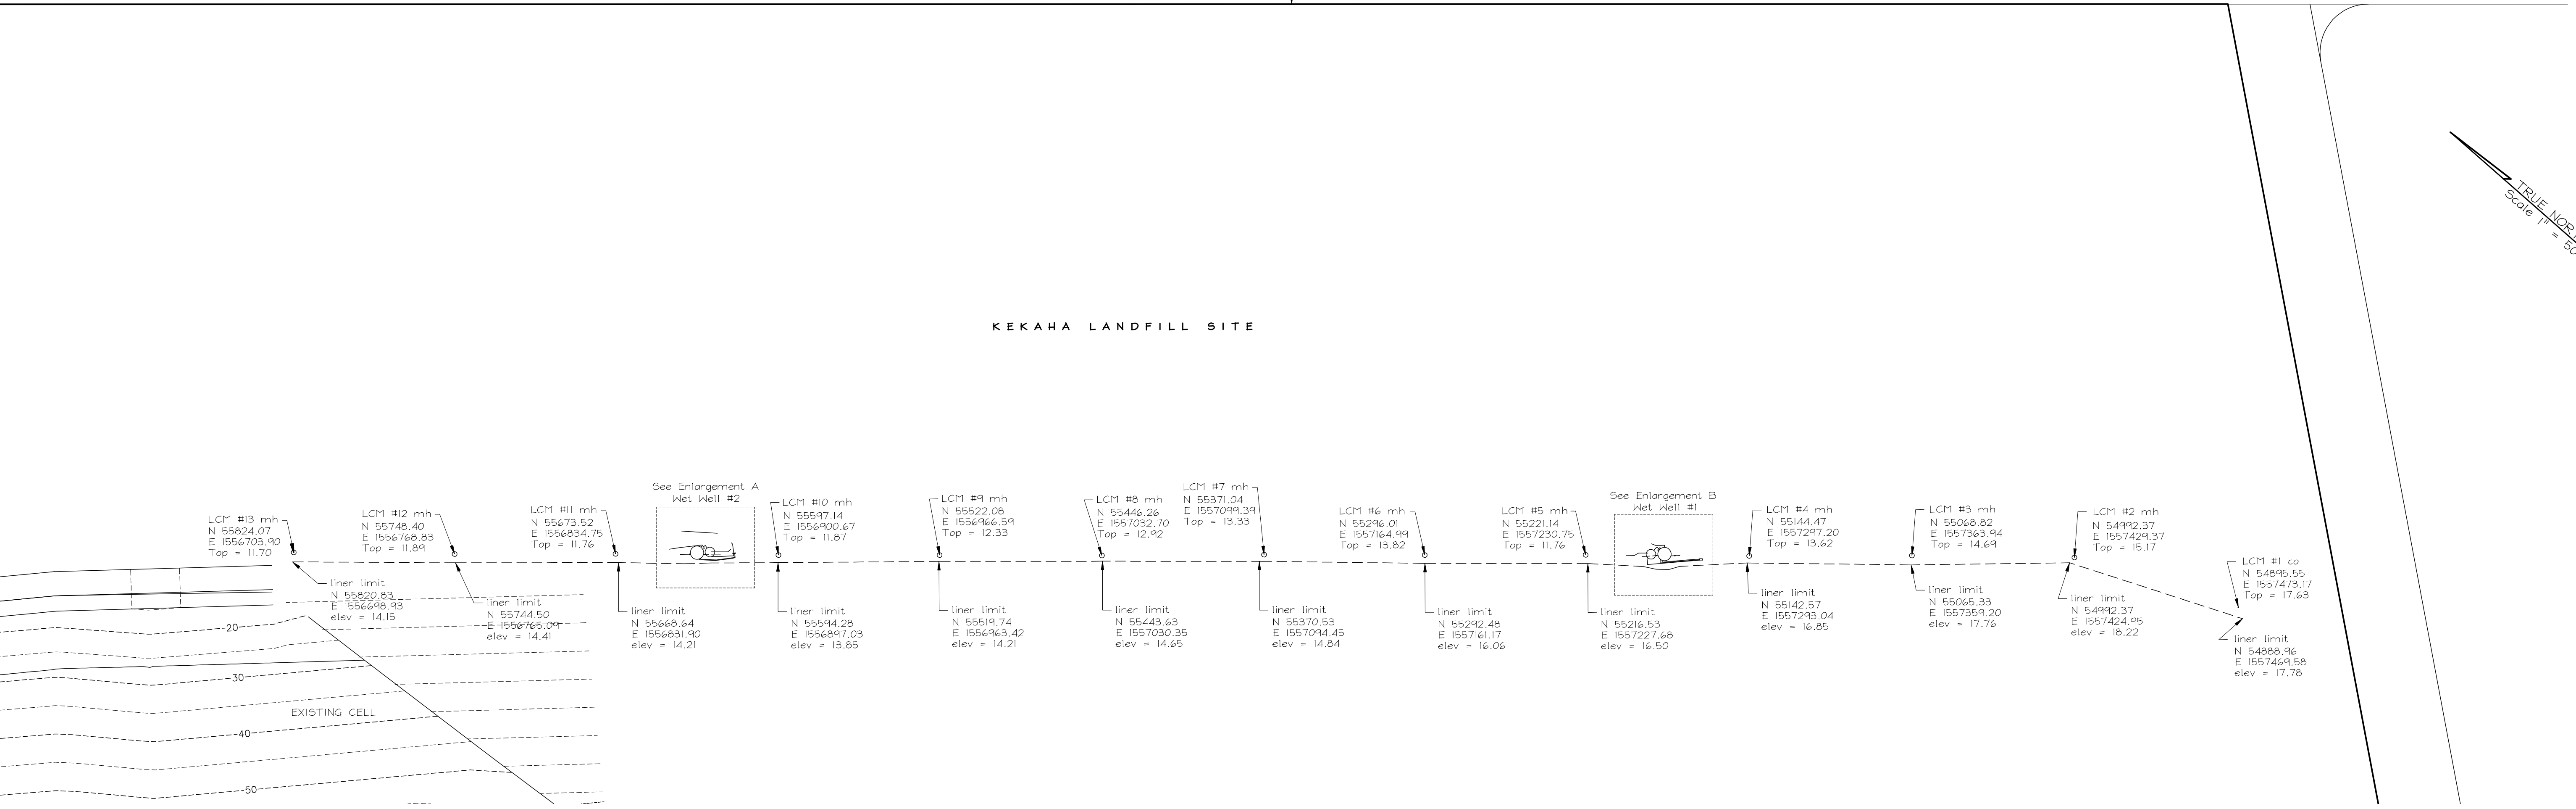 TRUE NOR
Scale 1" = 50
KEKAHA LANDFILL SITE
LCM #13 mh
N 55824.07
E 1556703.90
Top = 11.70
LCM #12 mh
N 55748.40
E 1556768.83
Top = 11.89
LCM #11 mh
N 55673.52
E 1556834.75
Top = 11.76
See Enlargement A
Wet Well #2
LCM #10 mh
N 55597.14
E 1556900.67
Top = 11.87
LCM #9 mh
N 55522.08
E 1556966.59
Top = 12.33
LCM #8 mh
N 55446.26
E 1557032.70
Top = 12.92
LCM #7 mh
N 55371.04
E 1557099.39
Top = 13.33
LCM #6 mh
N 55296.01
E 1557164.99
Top = 13.82
LCM #5 mh
N 55221.14
E 1557230.75
Top = 11.76
See Enlargement B
Wet Well #1
LCM #4 mh
N 55144.47
E 1557297.20
Top = 13.62
LCM #3 mh
N 55068.82
E 1557363.94
Top = 14.69
LCM #2 mh
N 54992.37
E 1557429.37
Top = 15.17
LCM #1 co
N 54895.55
E 1557473.17
Top = 17.63
liner limit
N 55820.83
E 1556698.93
elev = 14.15
liner limit
N 55744.50
E 1556765.09
elev = 14.41
liner limit
N 55668.64
E 1556831.90
elev = 14.21
liner limit
N 55594.28
E 1556897.03
elev = 13.85
liner limit
N 55519.74
E 1556963.42
elev = 14.21
liner limit
N 55443.63
E 1557030.35
elev = 14.65
liner limit
N 55370.53
E 1557094.45
elev = 14.84
liner limit
N 55292.48
E 1557161.17
elev = 16.06
liner limit
N 55216.53
E 1557227.68
elev = 16.50
liner limit
N 55142.57
E 1557293.04
elev = 16.85
liner limit
N 55065.33
E 1557359.20
elev = 17.76
liner limit
N 54992.37
E 1557424.95
elev = 18.22
liner limit
N 54888.96
E 1557469.58
elev = 17.78
20
30
EXISTING CELL
40
50